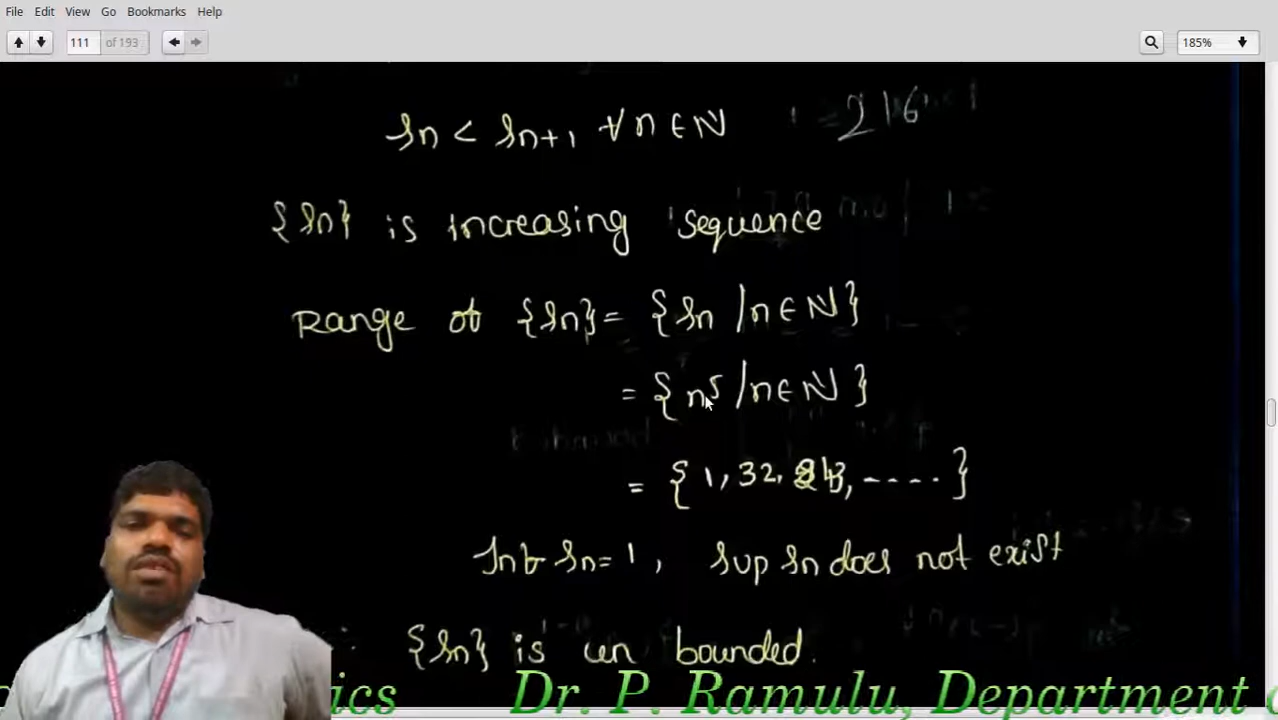 File Edit View Go Bookmarks Help
111 of 193 185%
Sn < Sn+1 ∀ n ∈ N 216
{Sn} is increasing sequence
Range of {Sn} = {Sn / n ∈ N}
= {n⁵ / n ∈ N}
= {1, 32, 243, -----}
Inf Sn = 1, Sup Sn does not exist
{Sn} is un bounded.
ics Dr. P. Ramulu, Department